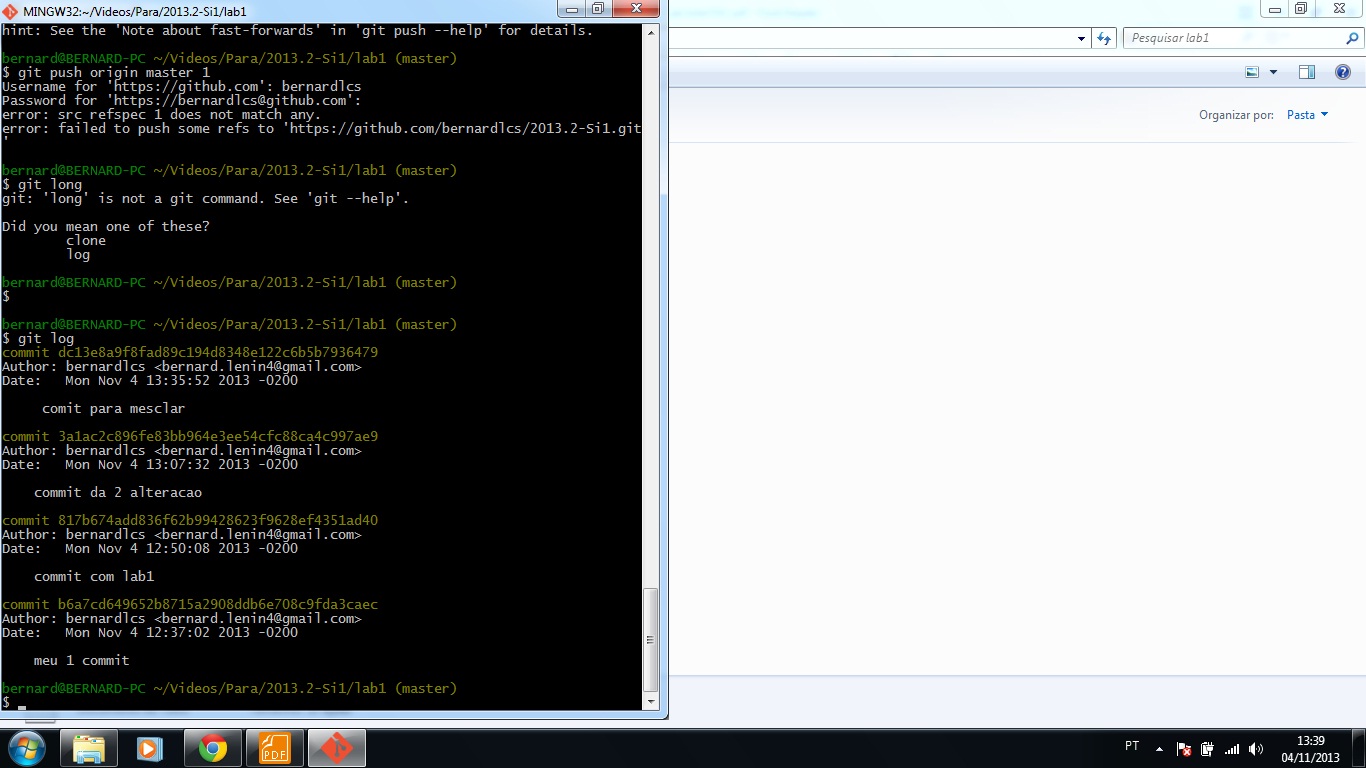 MINGW32:~/Videos/Para/2013.2-Si1/lab1
hint: See the 'Note about fast-forwards' in 'git push --help' for details.
bernard@BERNARD-PC ~/Videos/Para/2013.2-Si1/lab1 (master)
$ git push origin master 1
Username for 'https://github.com': bernardlcs
Password for 'https://bernardlcs@github.com':
error: src refspec 1 does not match any.
error: failed to push some refs to 'https://github.com/bernardlcs/2013.2-Si1.git
'
bernard@BERNARD-PC ~/Videos/Para/2013.2-Si1/lab1 (master)
$ git long
git: 'long' is not a git command. See 'git --help'.
Did you mean one of these?
clone
log
bernard@BERNARD-PC ~/Videos/Para/2013.2-Si1/lab1 (master)
$
bernard@BERNARD-PC ~/Videos/Para/2013.2-Si1/lab1 (master)
$ git log
commit dc13e8a9f8fad89c194d8348e122c6b5b7936479
Author: bernardlcs <bernard.lenin4@gmail.com>
Date: Mon Nov 4 13:35:52 2013 -0200
comit para mesclar
commit 3a1ac2c896fe83bb964e3ee54cfc88ca4c997ae9
Author: bernardlcs <bernard.lenin4@gmail.com>
Date: Mon Nov 4 13:07:32 2013 -0200
commit da 2 alteracao
commit 817b674add836f62b99428623f9628ef4351ad40
Author: bernardlcs <bernard.lenin4@gmail.com>
Date: Mon Nov 4 12:50:08 2013 -0200
commit com lab1
commit b6a7cd649652b8715a2908ddb6e708c9fda3caec
Author: bernardlcs <bernard.lenin4@gmail.com>
Date: Mon Nov 4 12:37:02 2013 -0200
meu 1 commit
bernard@BERNARD-PC ~/Videos/Para/2013.2-Si1/lab1 (master)
$
Pesquisar lab1
Organizar por: Pasta
PDF
PT
13:39
04/11/2013